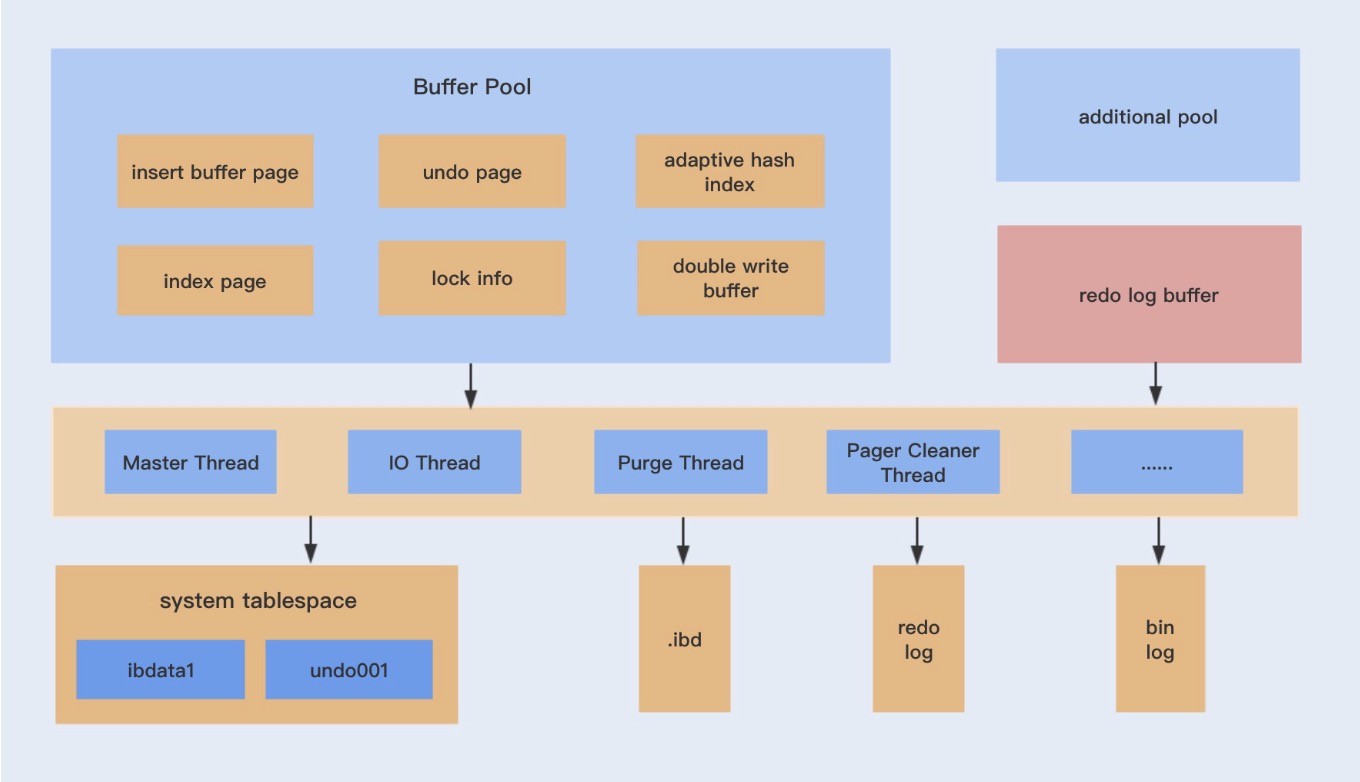 Buffer Pool
additional pool
insert buffer page
undo page
adaptive hash
index
index page
lock info
double write
buffer
redo log buffer
Master Thread
IO Thread
Purge Thread
Pager Cleaner
Thread
......
system tablespace
ibdata1
undo001
.ibd
redo
log
bin
log